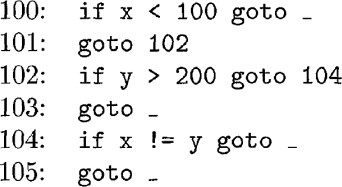 100: if x < 100 goto _
101: goto 102
102: if y > 200 goto 104
103: goto _
104: if x != y goto _
105: goto _